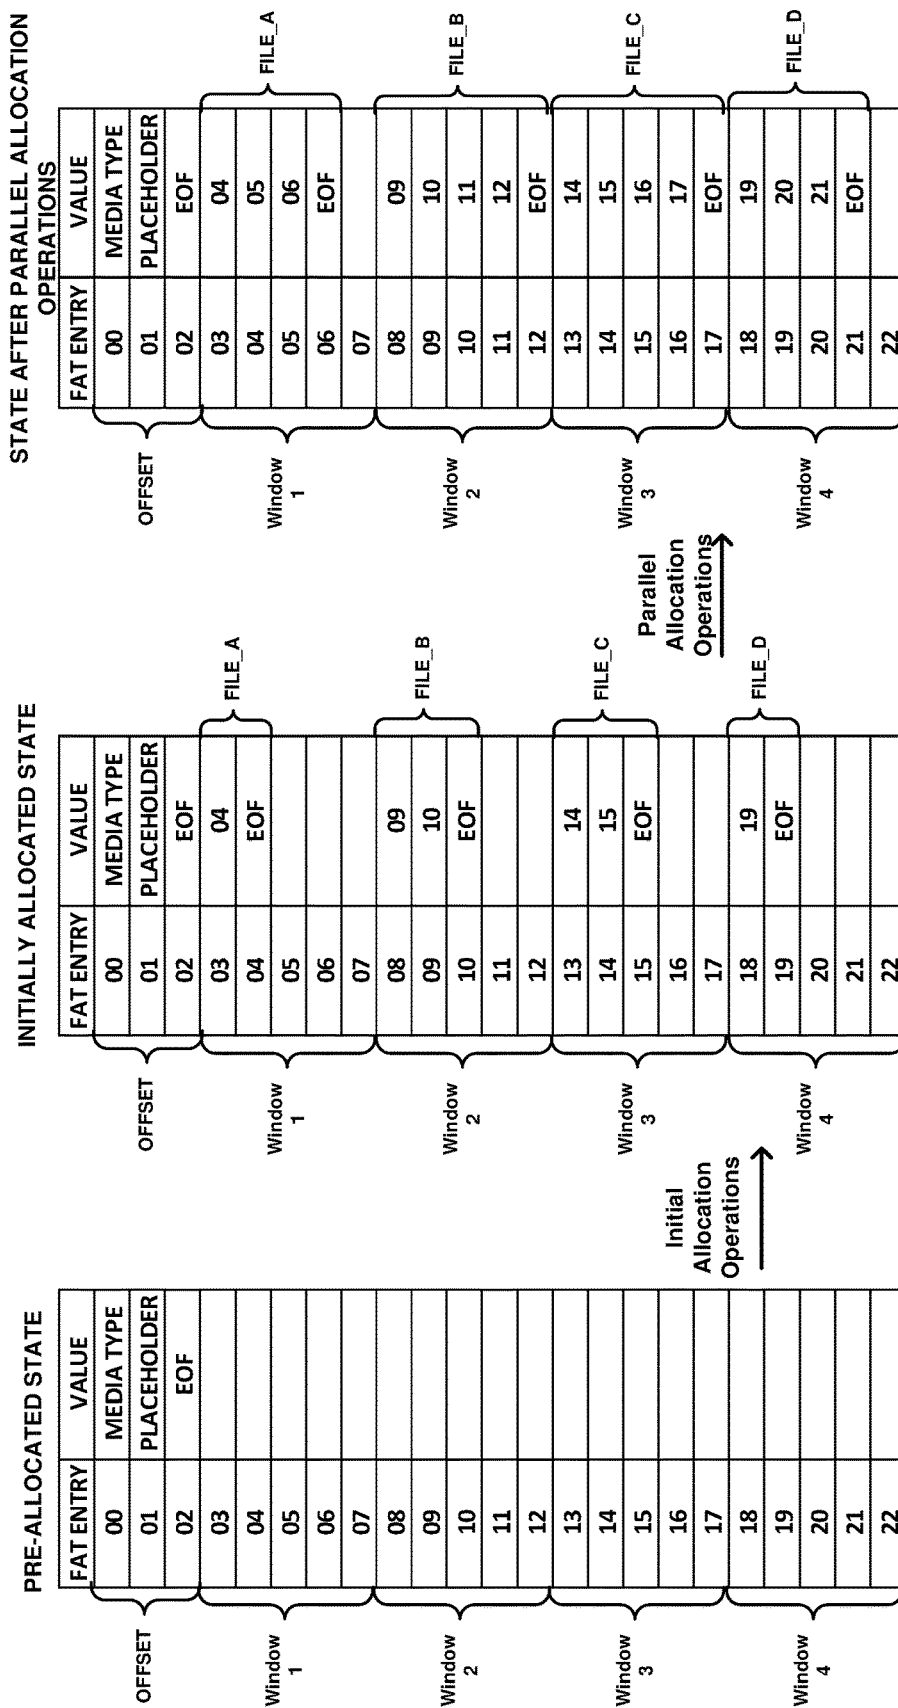 PRE-ALLOCATED STATE
FAT ENTRY VALUE
00 MEDIA TYPE
01 PLACEHOLDER
02 EOF
03
04
05
06
07
08
09
10
11
12
13
14
15
16
17
18
19
20
21
22
OFFSET
Window
1
Window
2
Window
3
Window
4
Initial
Allocation
Operations
INITIALLY ALLOCATED STATE
FAT ENTRY VALUE
00 MEDIA TYPE
01 PLACEHOLDER
02 EOF
03 04
04 EOF
05
06
07
08 09
09 10
10 EOF
11
12
13 14
14 15
15 EOF
16
17
18 19
19 EOF
20
21
22
OFFSET
Window
1
Window
2
Window
3
Window
4
FILE_A
FILE_B
FILE_C
FILE_D
Parallel
Allocation
Operations
STATE AFTER PARALLEL ALLOCATION
OPERATIONS
FAT ENTRY VALUE
00 MEDIA TYPE
01 PLACEHOLDER
02 EOF
03 04
04 05
05 06
06 EOF
07
08 09
09 10
10 11
11 12
12 EOF
13 14
14 15
15 16
16 17
17 EOF
18 19
19 20
20 21
21 EOF
22
OFFSET
Window
1
Window
2
Window
3
Window
4
FILE_A
FILE_B
FILE_C
FILE_D